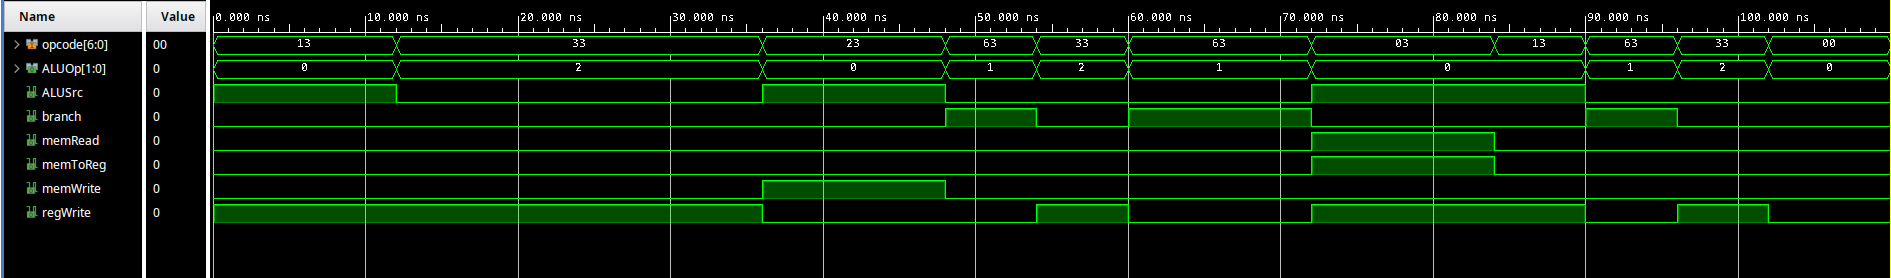 Name Value 0.000 ns 10.000 ns 20.000 ns 30.000 ns 40.000 ns 50.000 ns 60.000 ns 70.000 ns 80.000 ns 90.000 ns 100.000 ns
opcode[6:0] 00 13 33 23 63 33 63 03 13 63 33 00
ALUOp[1:0] 0 0 2 0 1 2 1 0 1 2 0
ALUSrc 0
branch 0
memRead 0
memToReg 0
memWrite 0
regWrite 0